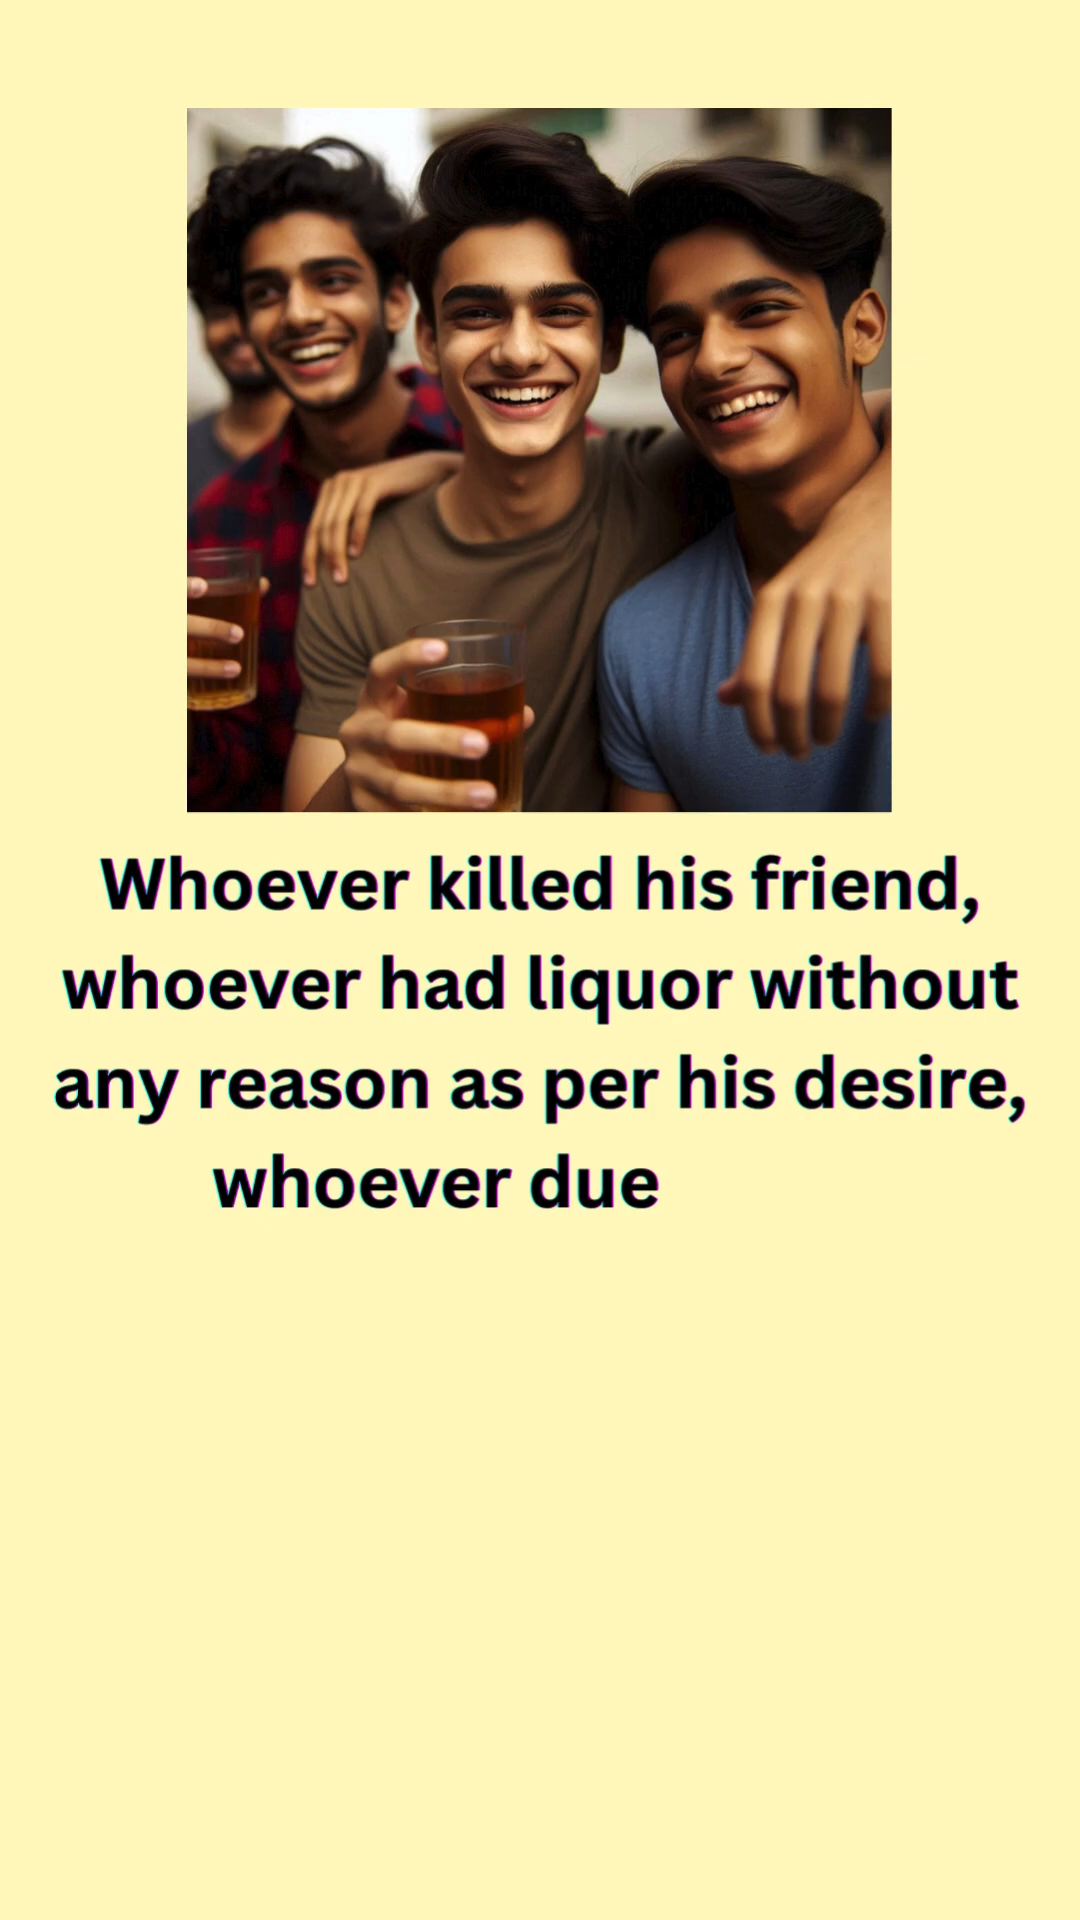 Whoever killed his friend,
whoever had liquor without
any reason as per his desire,
whoever due